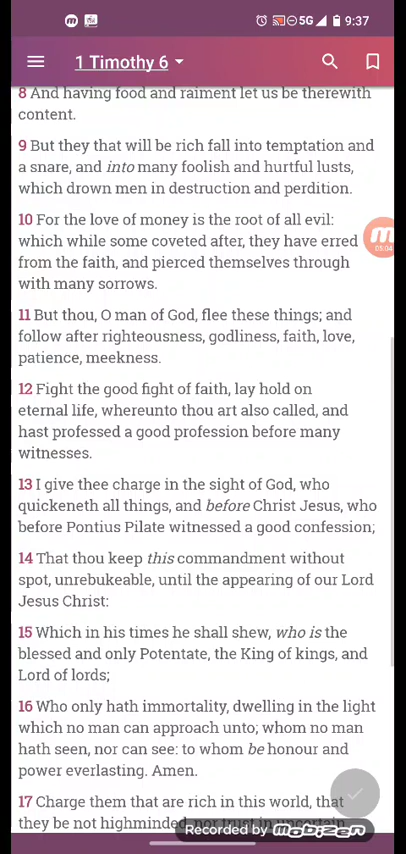 5G 9:37
1 Timothy 6
8 And having food and raiment let us be therewith
content.
9 But they that will be rich fall into temptation and
a snare, and into many foolish and hurtful lusts,
which drown men in destruction and perdition.
10 For the love of money is the root of all evil:
which while some coveted after, they have erred
from the faith, and pierced themselves through
with many sorrows.
05:04
11 But thou, O man of God, flee these things; and
follow after righteousness, godliness, faith, love,
patience, meekness.
12 Fight the good fight of faith, lay hold on
eternal life, whereunto thou art also called, and
hast professed a good profession before many
witnesses.
13 I give thee charge in the sight of God, who
quickeneth all things, and before Christ Jesus, who
before Pontius Pilate witnessed a good confession;
14 That thou keep this commandment without
spot, unrebukeable, until the appearing of our Lord
Jesus Christ:
15 Which in his times he shall shew, who is the
blessed and only Potentate, the King of kings, and
Lord of lords;
16 Who only hath immortality, dwelling in the light
which no man can approach unto; whom no man
hath seen, nor can see: to whom be honour and
power everlasting. Amen.
17 Charge them that are rich in this world, that
they be not highminded, nor trust in uncertain
Recorded by mobizen